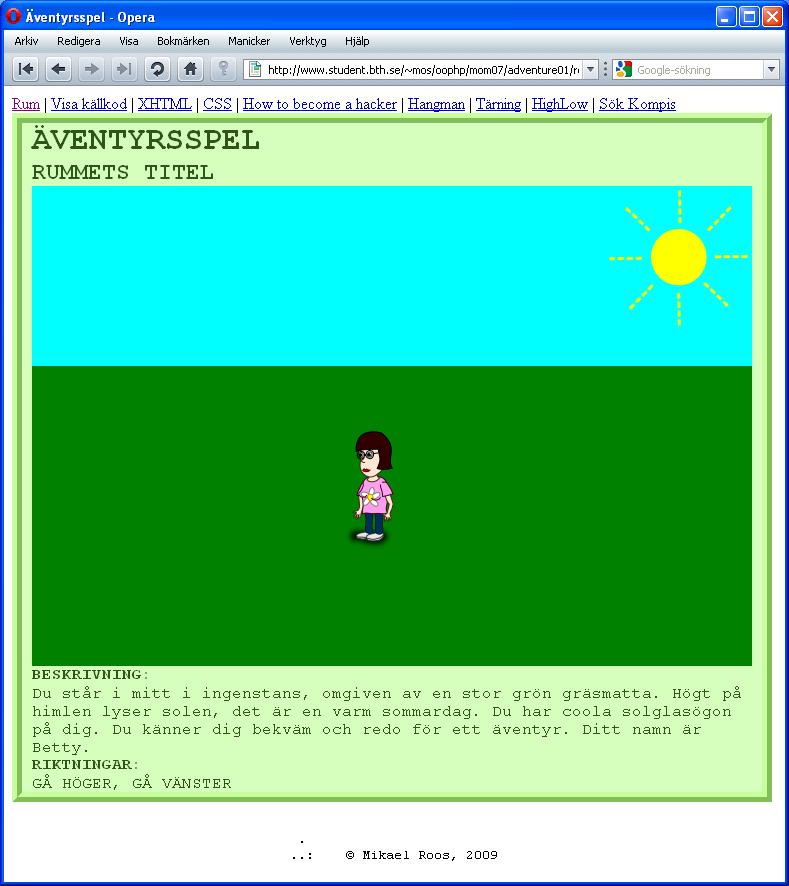 Äventyrsspel - Opera
Arkiv Redigera Visa Bokmärken Manicker Verktyg Hjälp
http://www.student.bth.se/~mos/oophp/mom07/adventure01/r Google-sökning
Rum | Visa källkod | XHTML | CSS | How to become a hacker | Hangman | Tärning | HighLow | Sök Kompis
ÄVENTYRSSPEL
RUMMETS TITEL
BESKRIVNING:
Du står i mitt i ingenstans, omgiven av en stor grön gräsmatta. Högt på
himlen lyser solen, det är en varm sommardag. Du har coola solglasögon
på dig. Du känner dig bekväm och redo för ett äventyr. Ditt namn är
Betty.
RIKTNINGAR:
GÅ HÖGER, GÅ VÄNSTER
.
..: © Mikael Roos, 2009